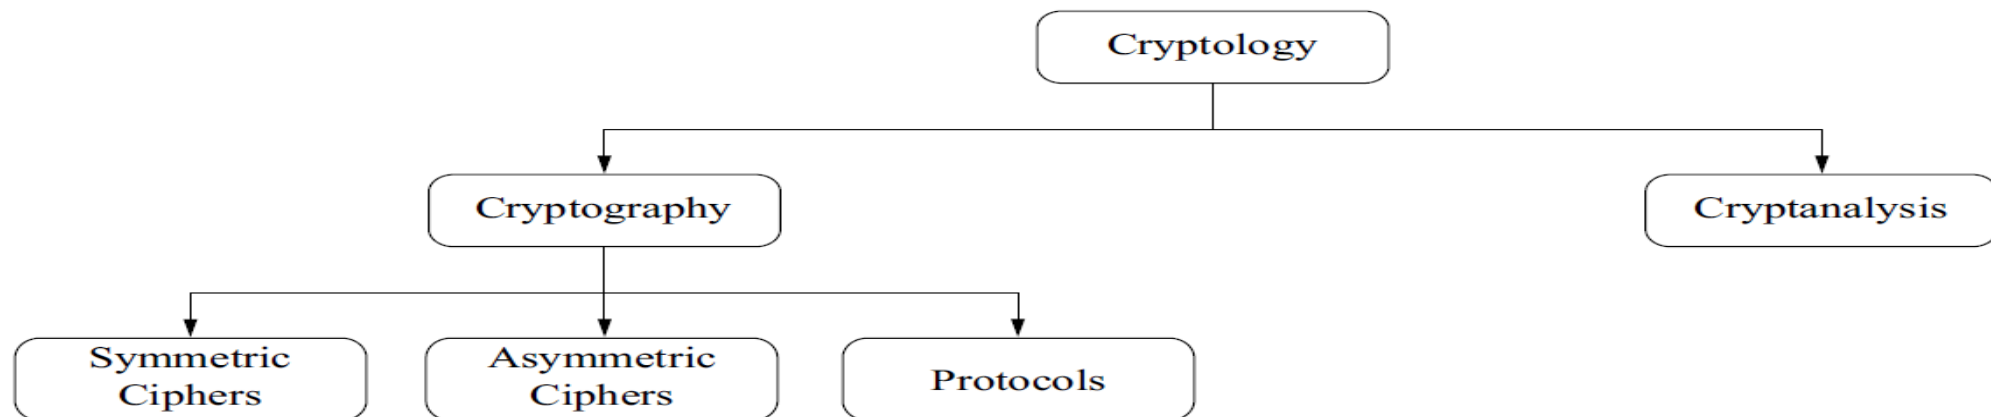 Cryptology
Cryptography
Cryptanalysis
Symmetric
Ciphers
Asymmetric
Ciphers
Protocols